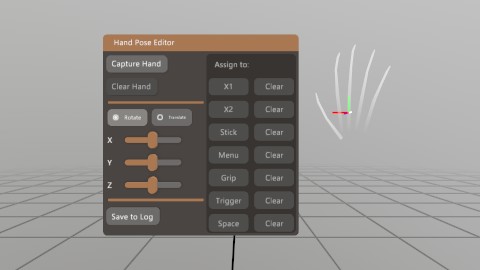 Hand Pose Editor
Capture Hand
Clear Hand
Rotate Translate
X
Y
Z
Save to Log
Assign to:
X1 Clear
X2 Clear
Stick Clear
Menu Clear
Grip Clear
Trigger Clear
Space Clear